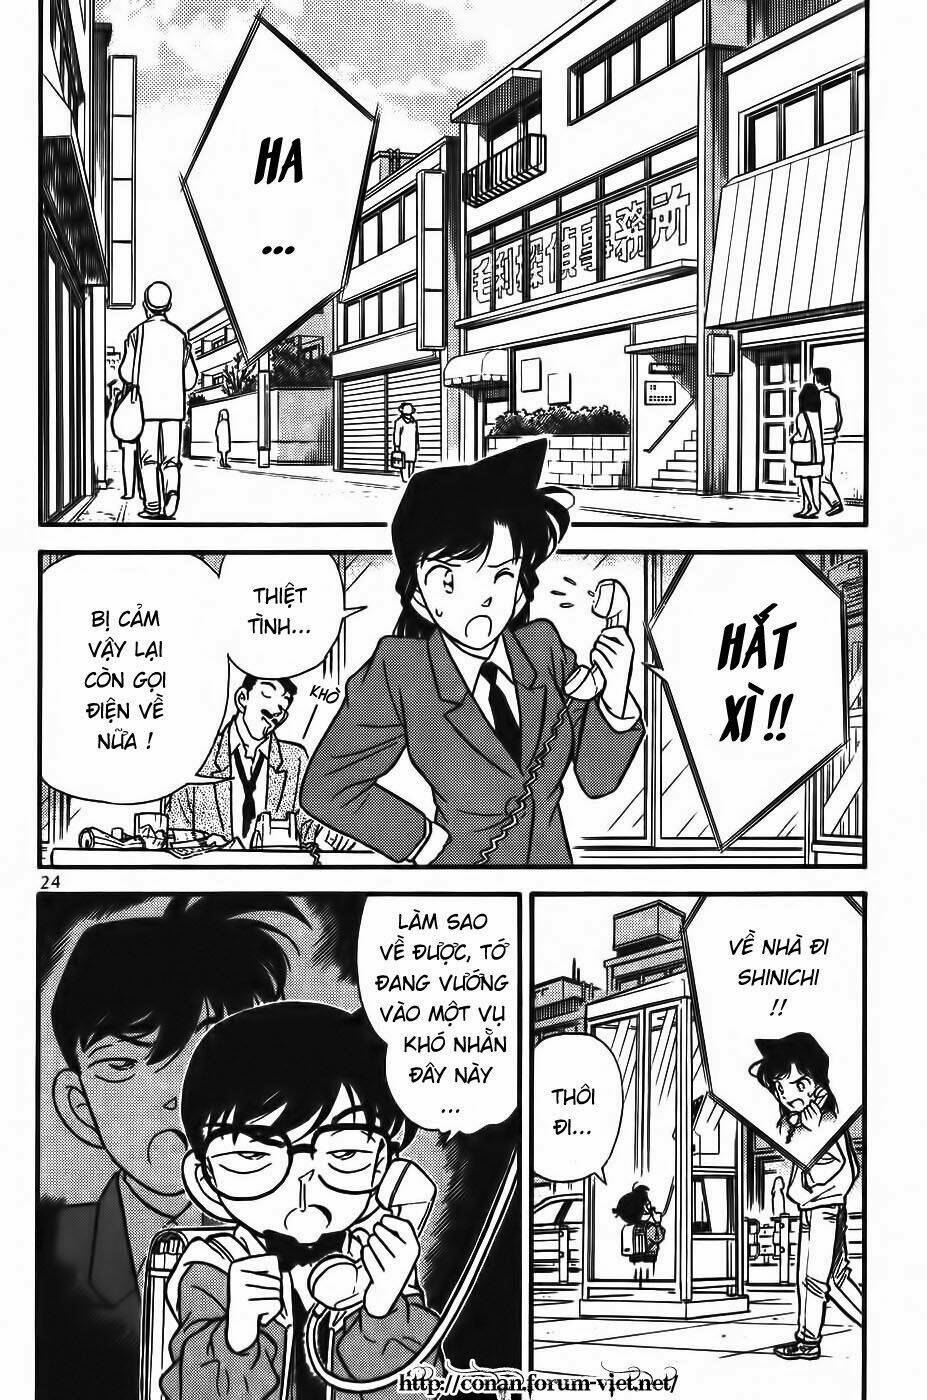 HA
...
毛利探偵事務所
HẮT
XÌ!!
THIỆT
TÌNH...
BỊ CẢM
VẬY LẠI
CÒN GỌI
ĐIỆN VỀ
NỮA !
KHÒ
24
VỀ NHÀ ĐI
SHINICHI
!!
THÔI
ĐI...
LÀM SAO
VỀ ĐƯỢC, TỚ
ĐANG VƯỚNG
VÀO MỘT VỤ
KHÓ NHẰN
ĐÂY NÀY
...
http://conan.forum-viet.net/